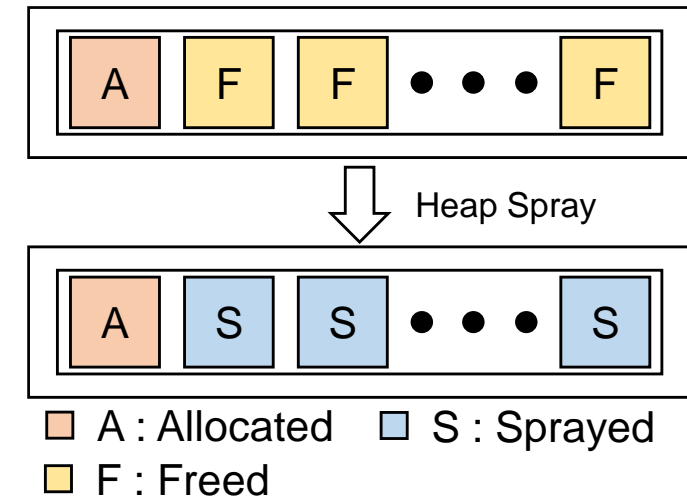 A F F ● ● ● F
Heap Spray
A S S ● ● ● S
A : Allocated S : Sprayed
F : Freed